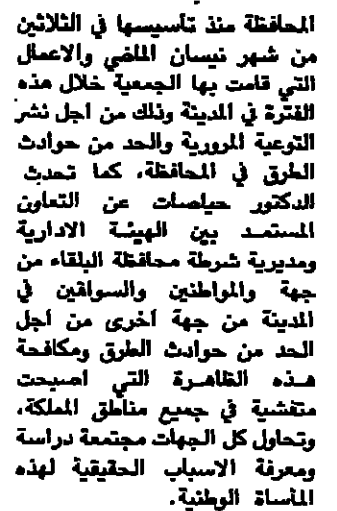 المحافظة منذ تأسيسها في الثلاثين
من شهر نيسان الماضي والاعمال
التي قامت بها الجمعية خلال هذه
الفترة في المدينة وذلك من اجل نشر
التوعية المرورية والحد من حوادث
الطرق في المحافظة، كما تحدث
الدكتور حياصات عن التعاون
المستمد بين الهيئة الادارية
ومديرية شرطة محافظة البلقاء من
جهة والمواطنين والسواقين في
المدينة من جهة أخرى من أجل
الحد من حوادث الطرق ومكافحة
هذه الظاهرة التي اصبحت
متفشية في جميع مناطق المملكة،
وتحاول كل الجهات مجتمعة دراسة
ومعرفة الاسباب الحقيقية لهذه
المأساة الوطنية.